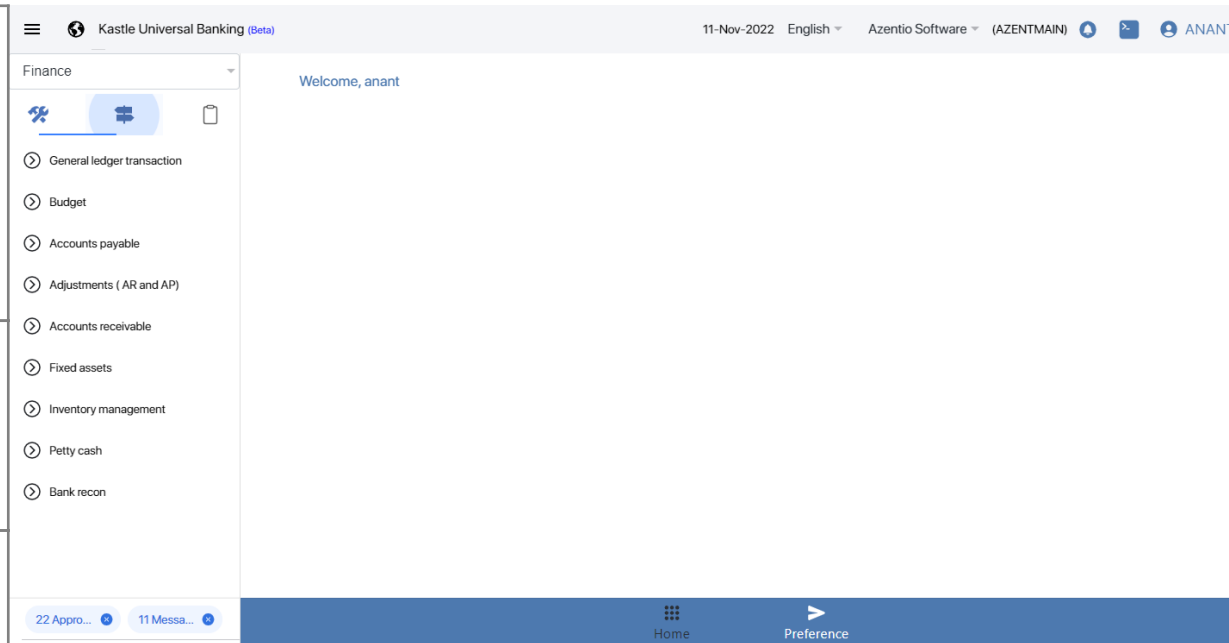 Kastle Universal Banking (Beta)
11-Nov-2022 English Azentio Software (AZENTMAIN) ANANT
Finance
Welcome, anant
General ledger transaction
Budget
Accounts payable
Adjustments ( AR and AP)
Accounts receivable
Fixed assets
Inventory management
Petty cash
Bank recon
22 Appro...
11 Messa...
Home
Preference